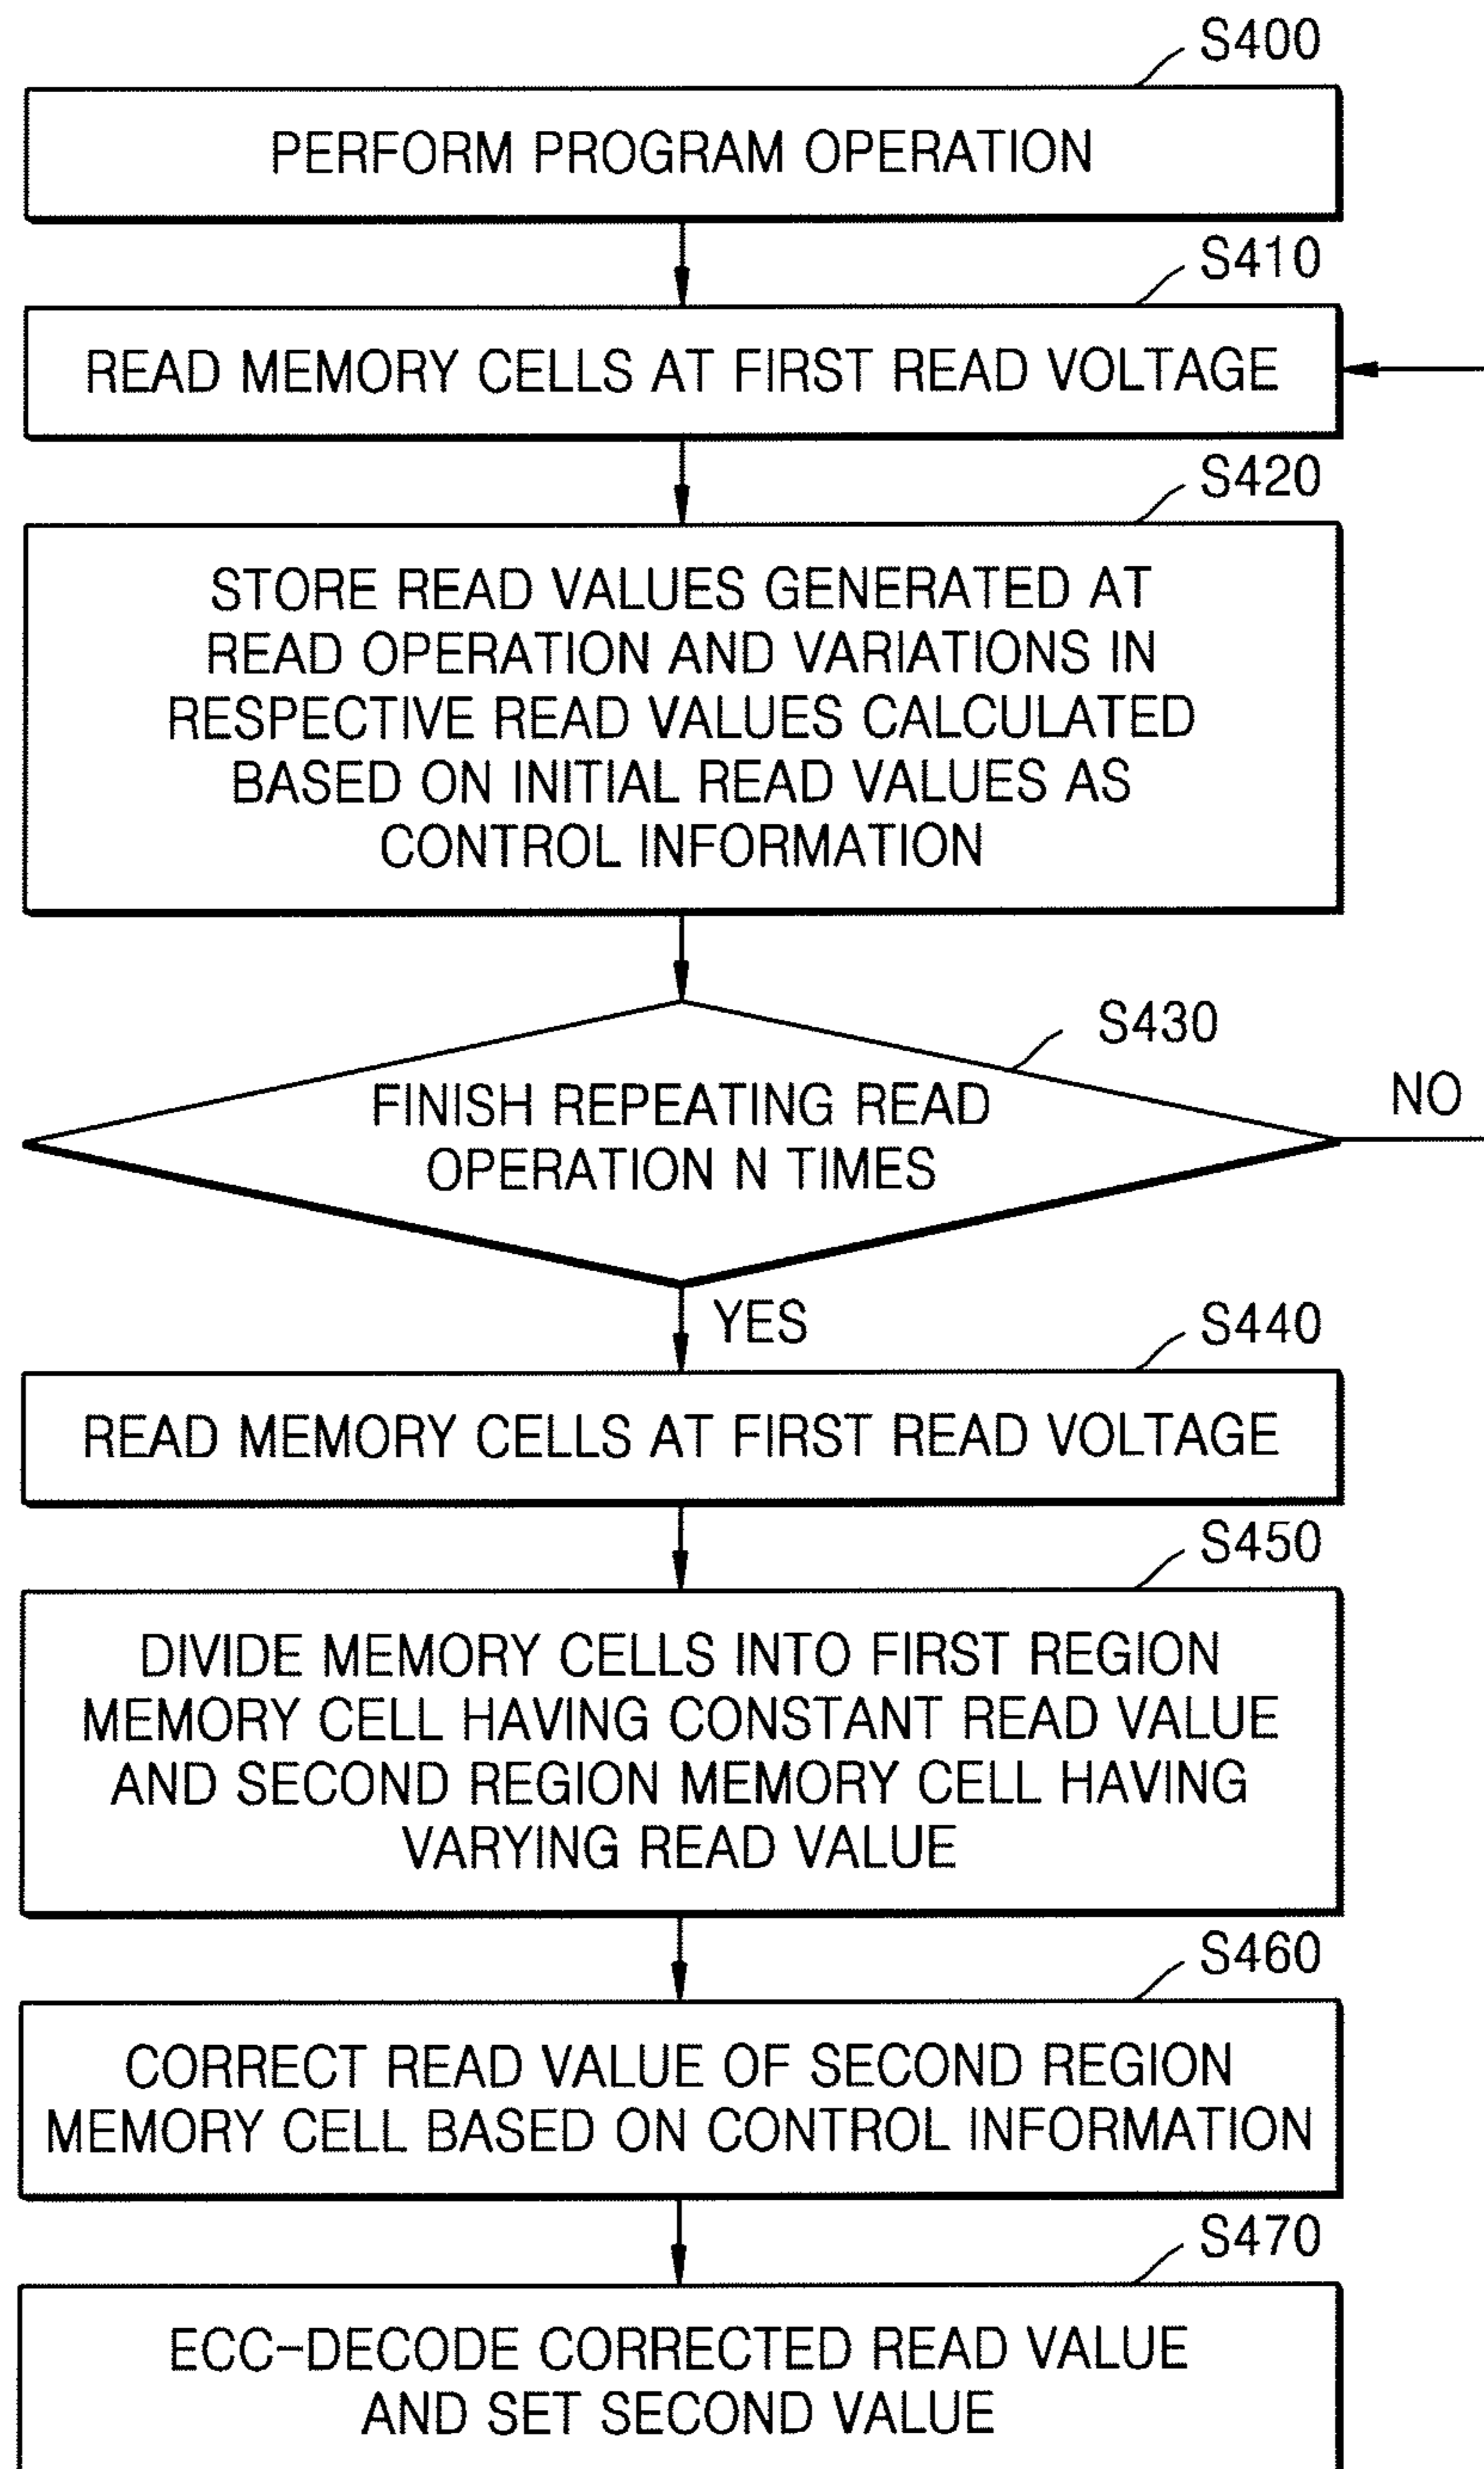 S400
PERFORM PROGRAM OPERATION
S410
READ MEMORY CELLS AT FIRST READ VOLTAGE
S420
STORE READ VALUES GENERATED AT
READ OPERATION AND VARIATIONS IN
RESPECTIVE READ VALUES CALCULATED
BASED ON INITIAL READ VALUES AS
CONTROL INFORMATION
S430
NO
FINISH REPEATING READ
OPERATION N TIMES
YES
S440
READ MEMORY CELLS AT FIRST READ VOLTAGE
S450
DIVIDE MEMORY CELLS INTO FIRST REGION
MEMORY CELL HAVING CONSTANT READ VALUE
AND SECOND REGION MEMORY CELL HAVING
VARYING READ VALUE
S460
CORRECT READ VALUE OF SECOND REGION
MEMORY CELL BASED ON CONTROL INFORMATION
S470
ECC-DECODE CORRECTED READ VALUE
AND SET SECOND VALUE